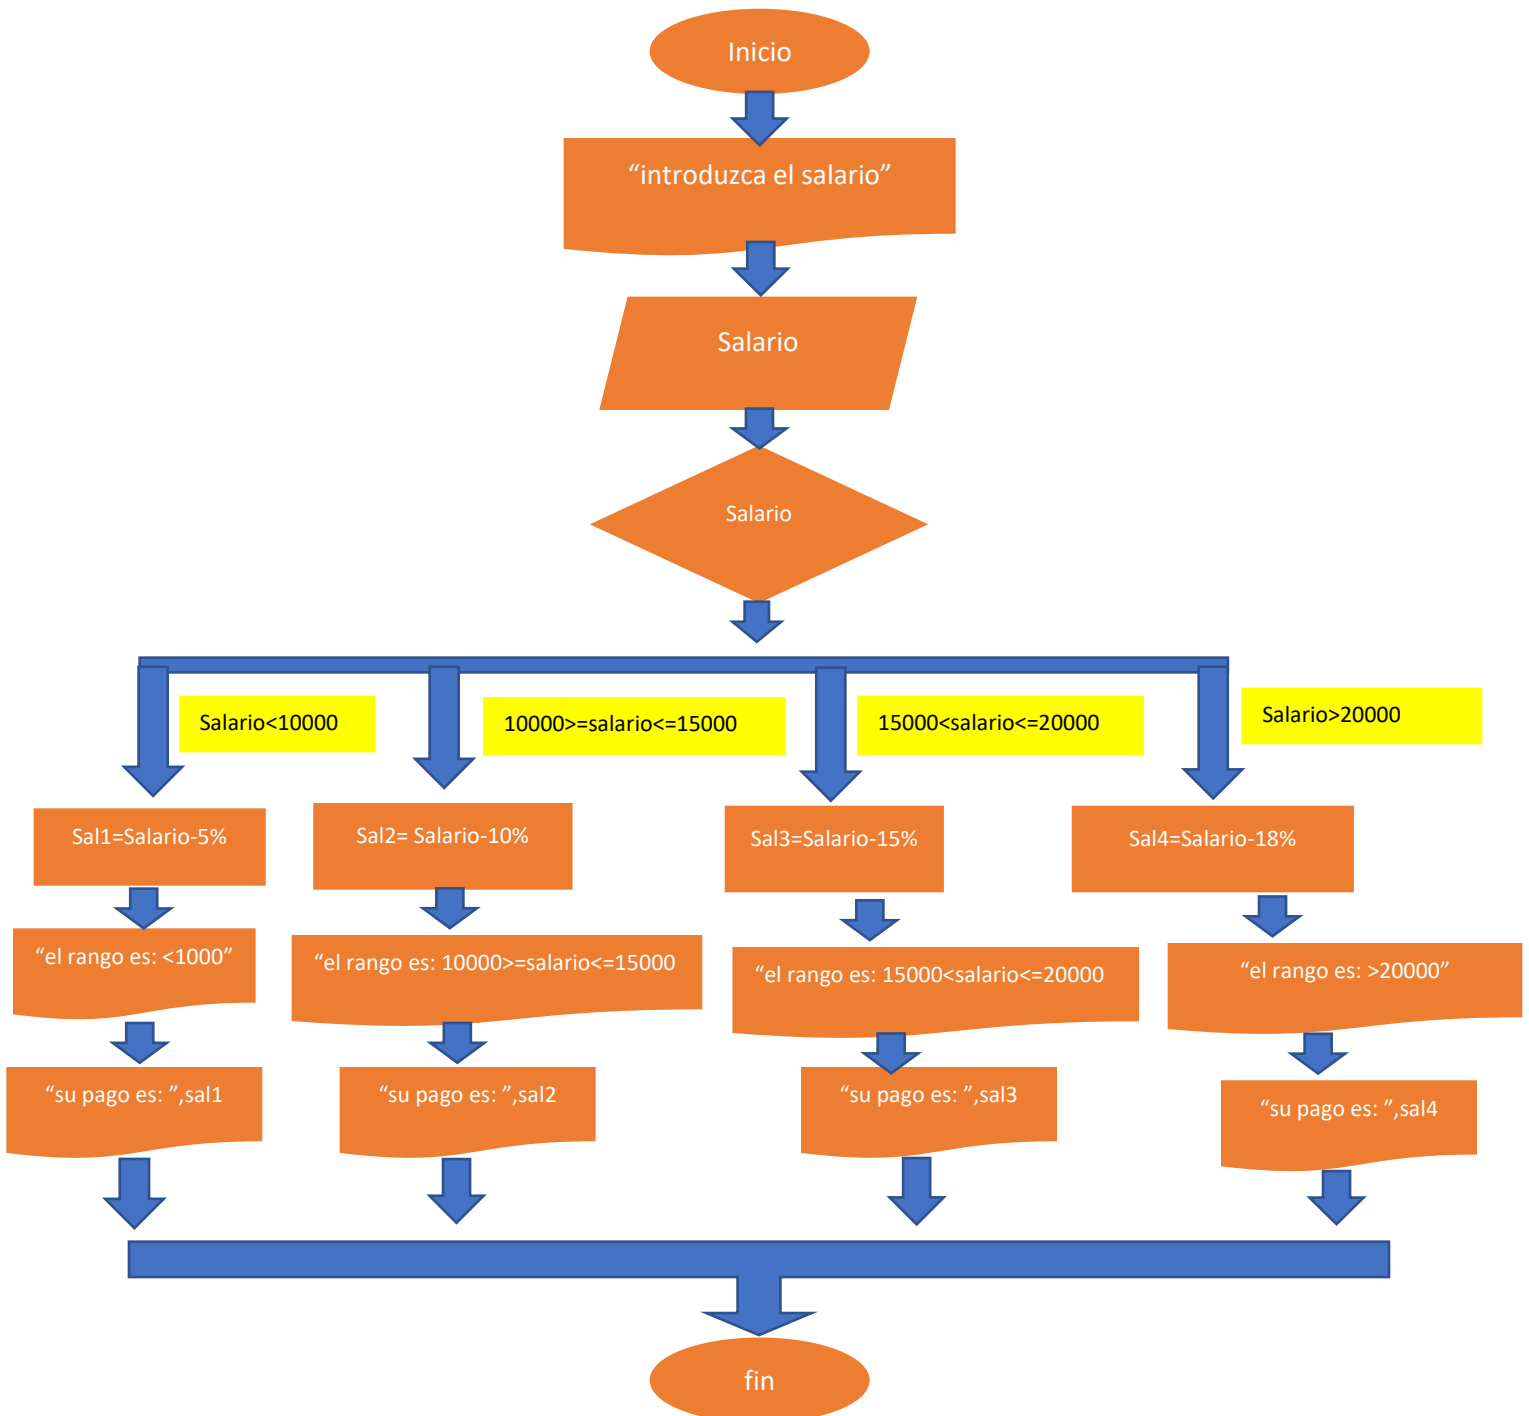 Inicio
“introduzca el salario”
Salario
Salario
Salario<10000
10000>=salario<=15000
15000<salario<=20000
Salario>20000
Sal1=Salario-5%
Sal2= Salario-10%
Sal3=Salario-15%
Sal4=Salario-18%
“el rango es: <1000”
“el rango es: 10000>=salario<=15000
“el rango es: 15000<salario<=20000
“el rango es: >20000”
“su pago es: ”,sal1
“su pago es: ”,sal2
“su pago es: ”,sal3
“su pago es: ”,sal4
fin